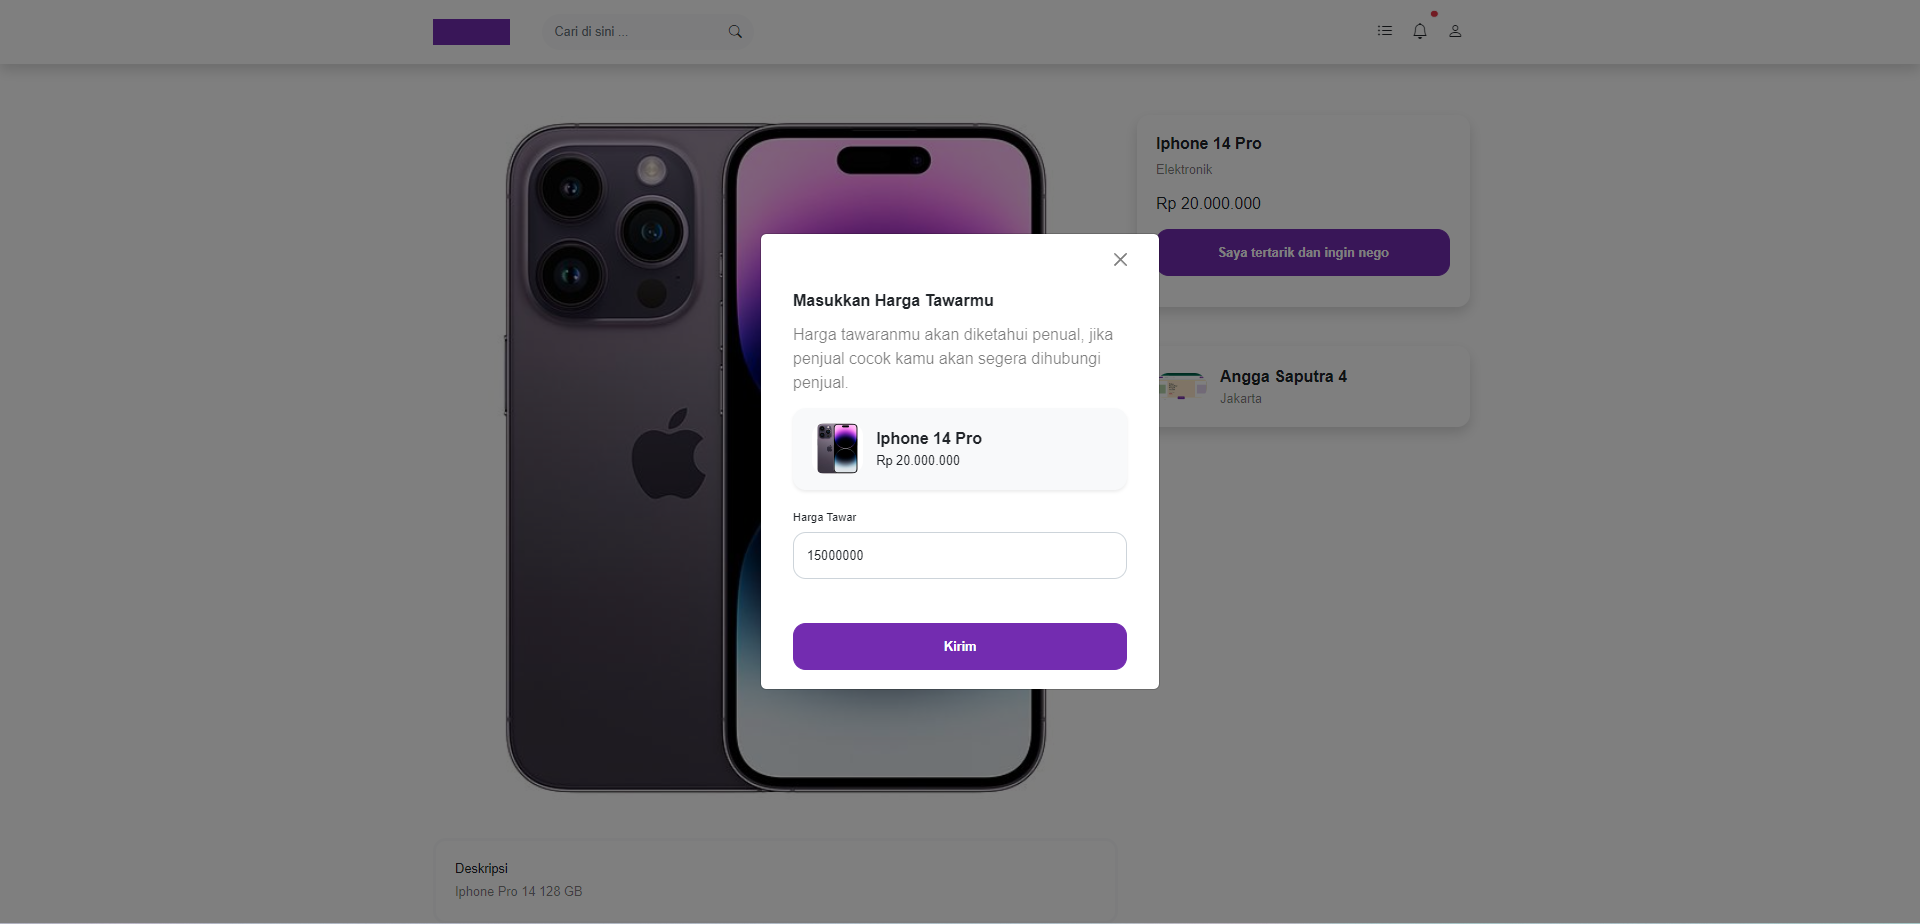 Cari di sini ...
Iphone 14 Pro
Elektronik
Rp 20.000.000
Saya tertarik dan ingin nego
Angga Saputra 4
Jakarta
Masukkan Harga Tawarmu
Harga tawaranmu akan diketahui penual, jika
penjual cocok kamu akan segera dihubungi
penjual.
Iphone 14 Pro
Rp 20.000.000
Harga Tawar
15000000
Kirim
Deskripsi
Iphone Pro 14 128 GB